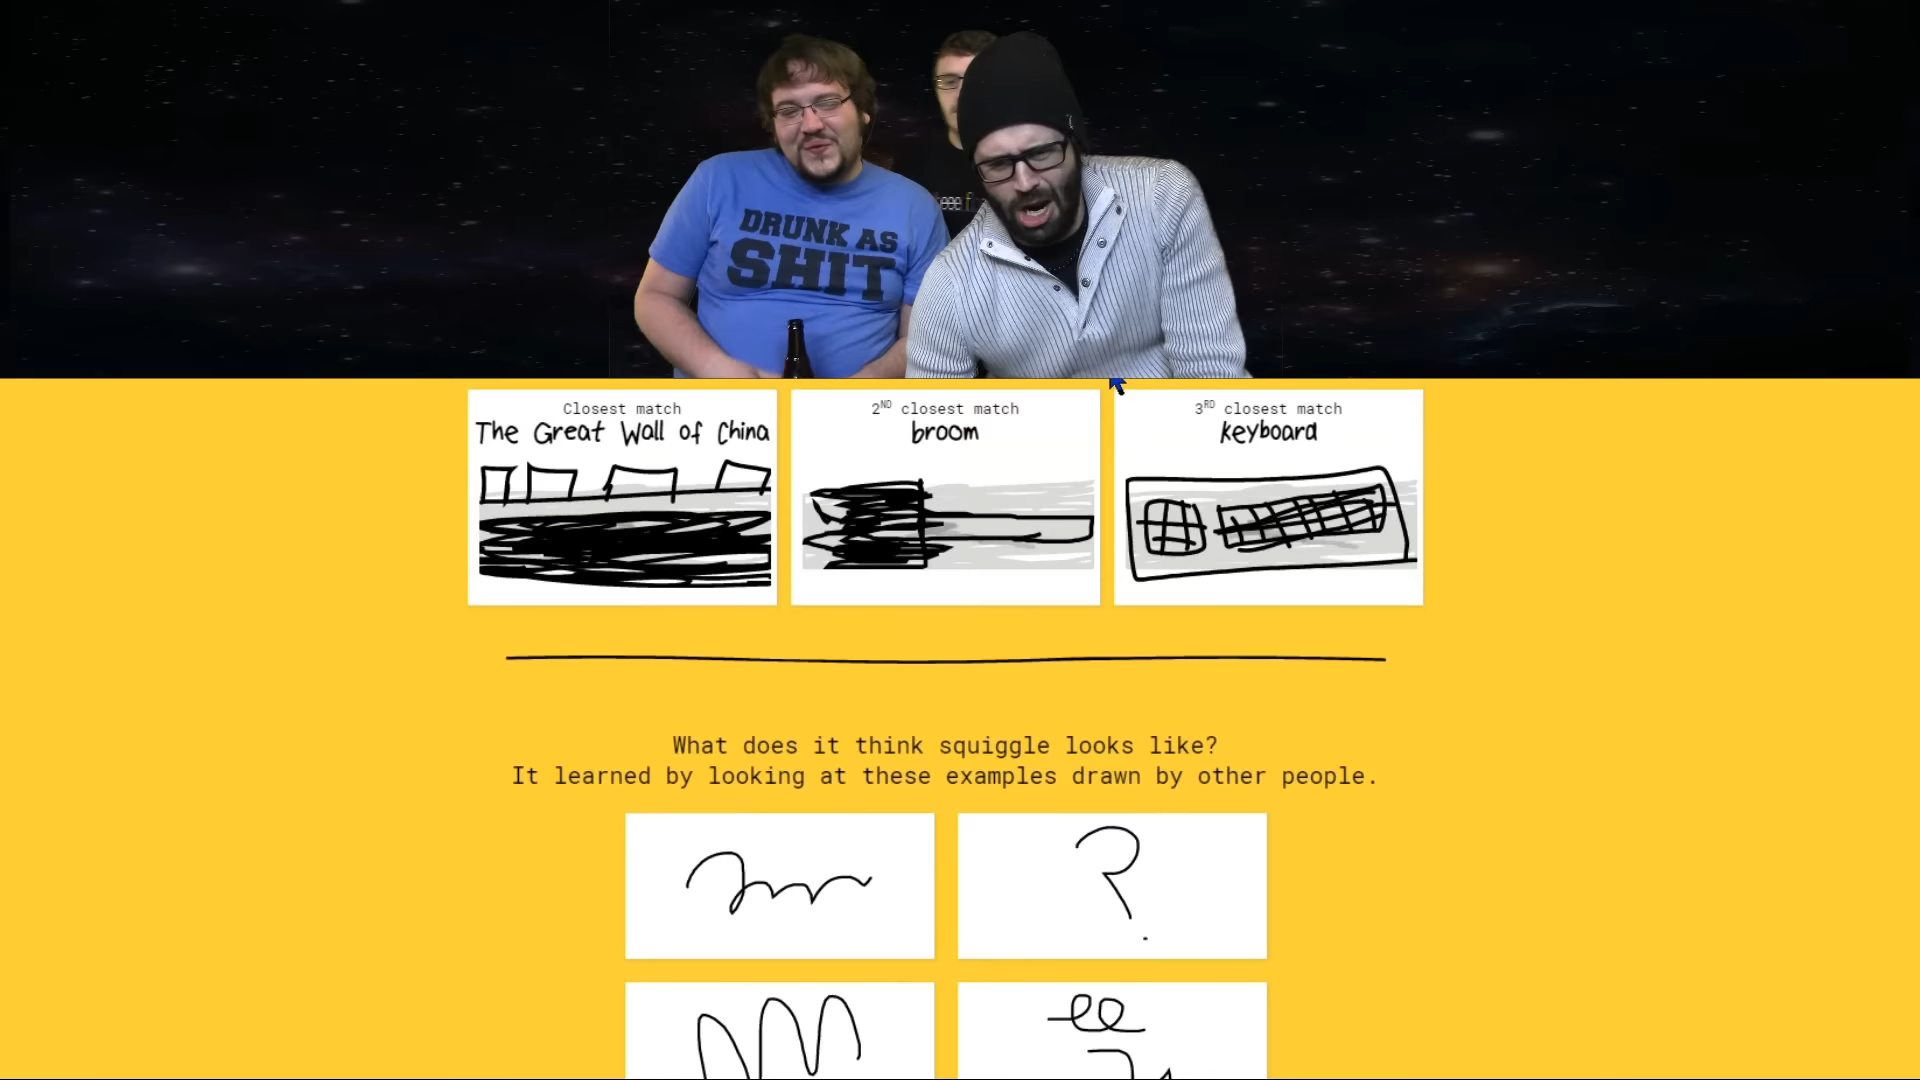 DRUNK AS
SHIT
Closest match
The Great Wall of China
2ND closest match
broom
3RD closest match
keyboard
What does it think squiggle looks like?
It learned by looking at these examples drawn by other people.